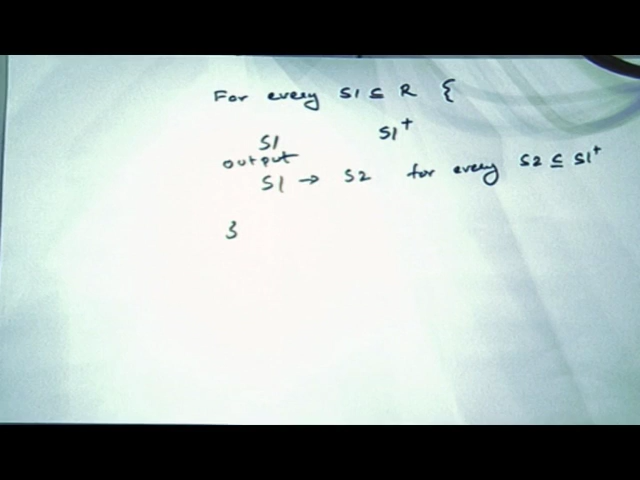 For every S1 ⊆ R {
S1 S1⁺
output
S1 → S2 for every S2 ⊆ S1⁺
}